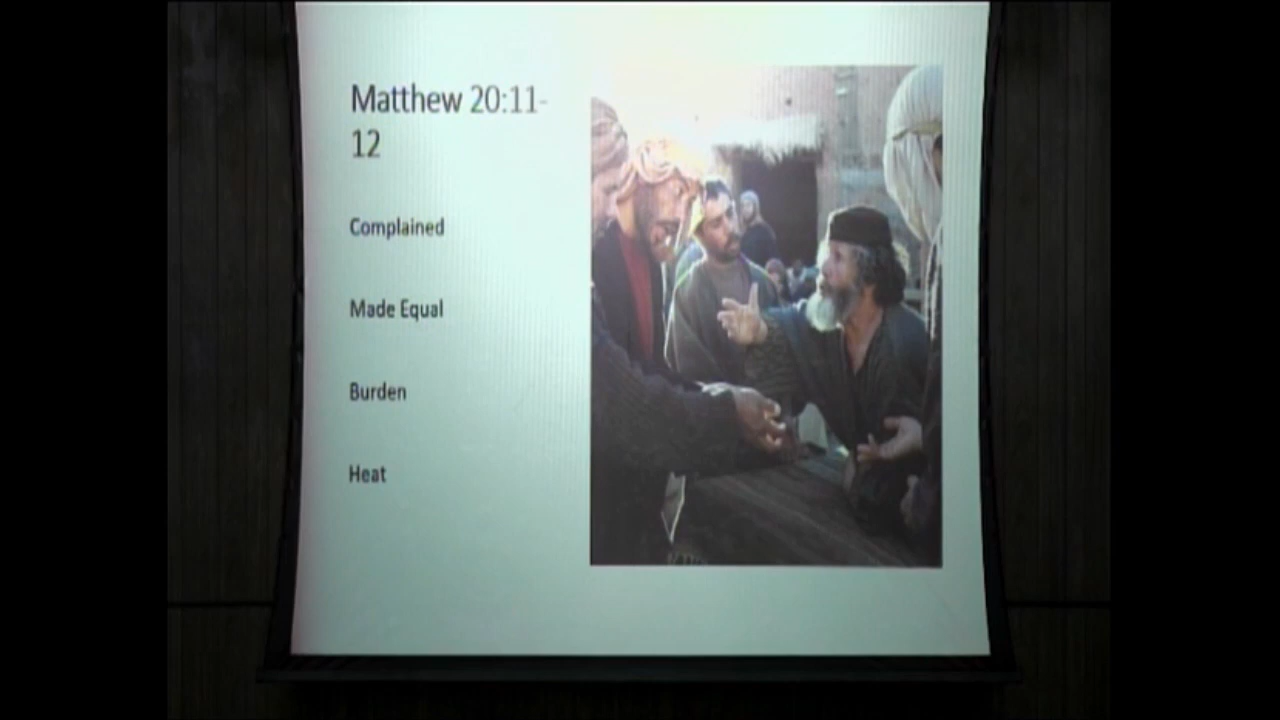 Matthew 20:11-
12
Complained
Made Equal
Burden
Heat